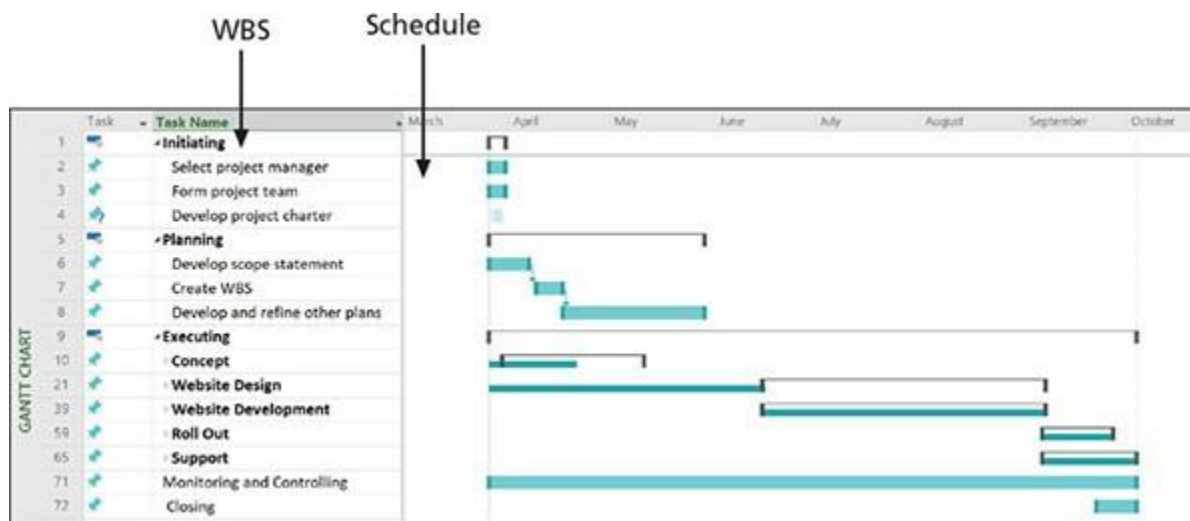 WBS
Schedule
Task Task Name March April May June July August September October
1 Initiating
2 Select project manager
3 Form project team
4 Develop project charter
5 Planning
6 Develop scope statement
7 Create WBS
8 Develop and refine other plans
9 Executing
10 Concept
21 Website Design
39 Website Development
59 Roll Out
65 Support
71 Monitoring and Controlling
72 Closing
GANTT CHART